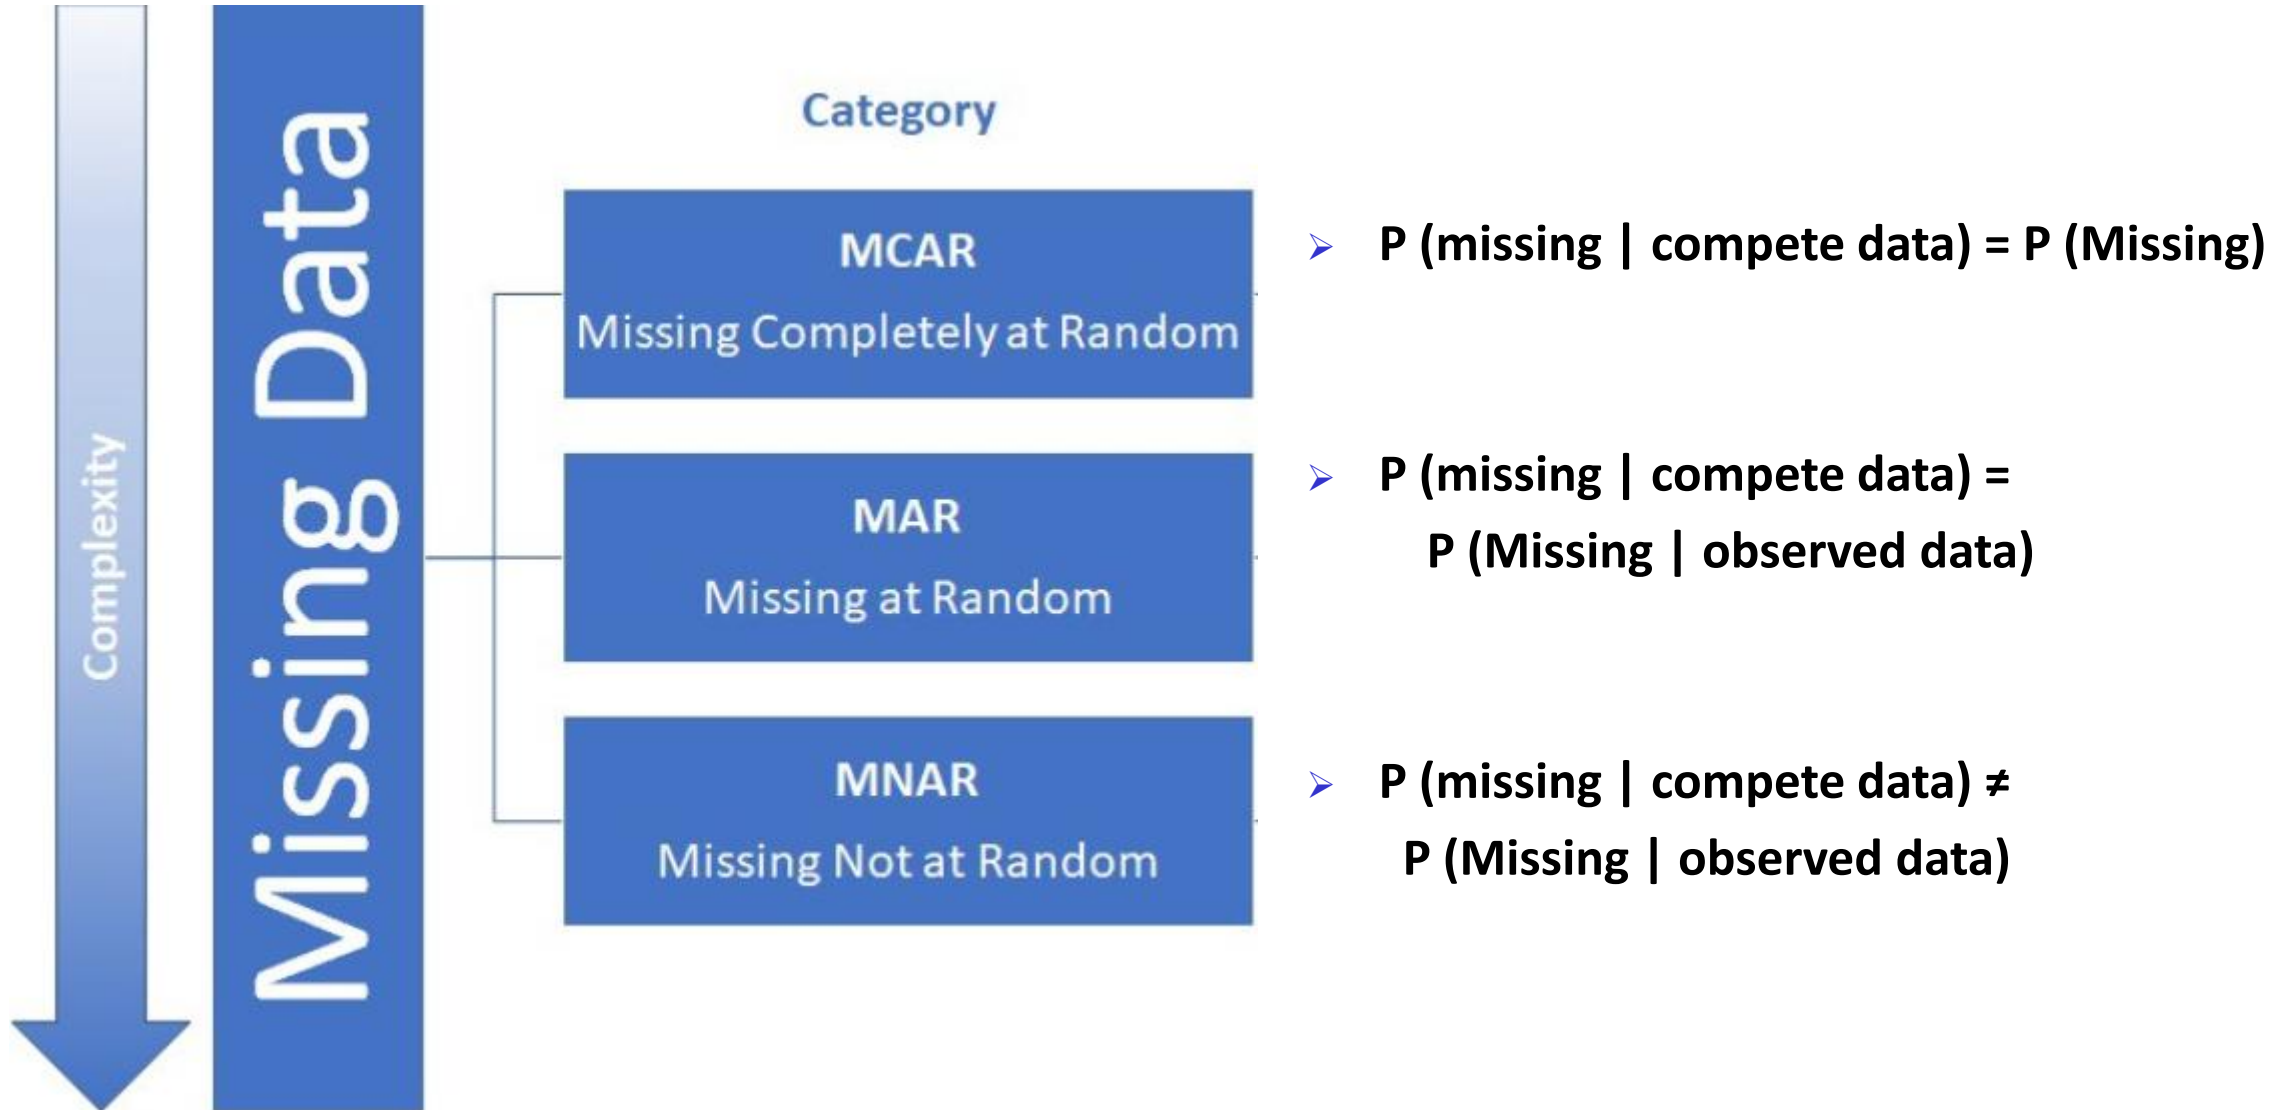 Complexity
Missing Data
Category
MCAR
Missing Completely at Random
➢ P (missing | compete data) = P (Missing)
MAR
Missing at Random
➢ P (missing | compete data) =
P (Missing | observed data)
MNAR
Missing Not at Random
➢ P (missing | compete data) ≠
P (Missing | observed data)